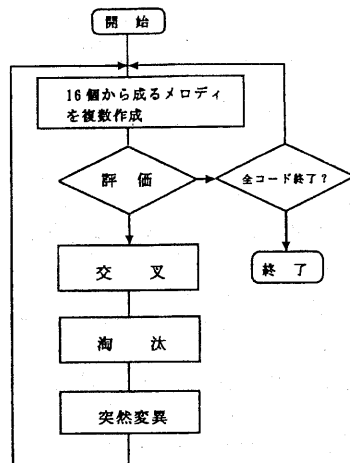 開 始
16個から成るメロディ
を複数作成
評 価
全コード終了?
交 叉
終 了
淘 汰
突然変異